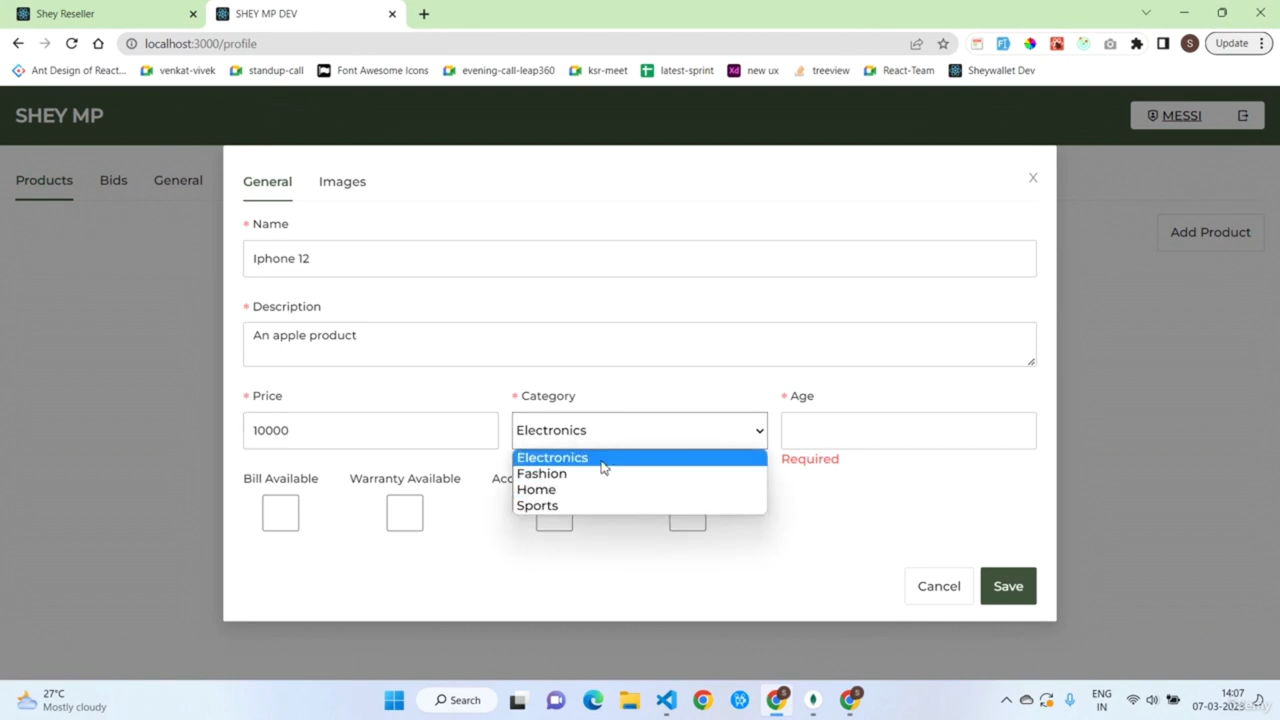 Shey Reseller
SHEY MP DEV
localhost:3000/profile
S
Update
Ant Design of React...
venkat-vivek
standup-call
Font Awesome Icons
evening-call-leap360
ksr-meet
latest-sprint
Xd new ux
treeview
React-Team
Sheywallet Dev
SHEY MP
MESSI
Products
Bids
General
Add Product
General
Images
X
* Name
Iphone 12
* Description
An apple product
* Price
* Category
* Age
10000
Electronics
Required
Electronics
Fashion
Home
Sports
Bill Available
Warranty Available
Acc
Cancel
Save
27°C
Mostly cloudy
Search
ENG
IN
14:07
07-03-2023